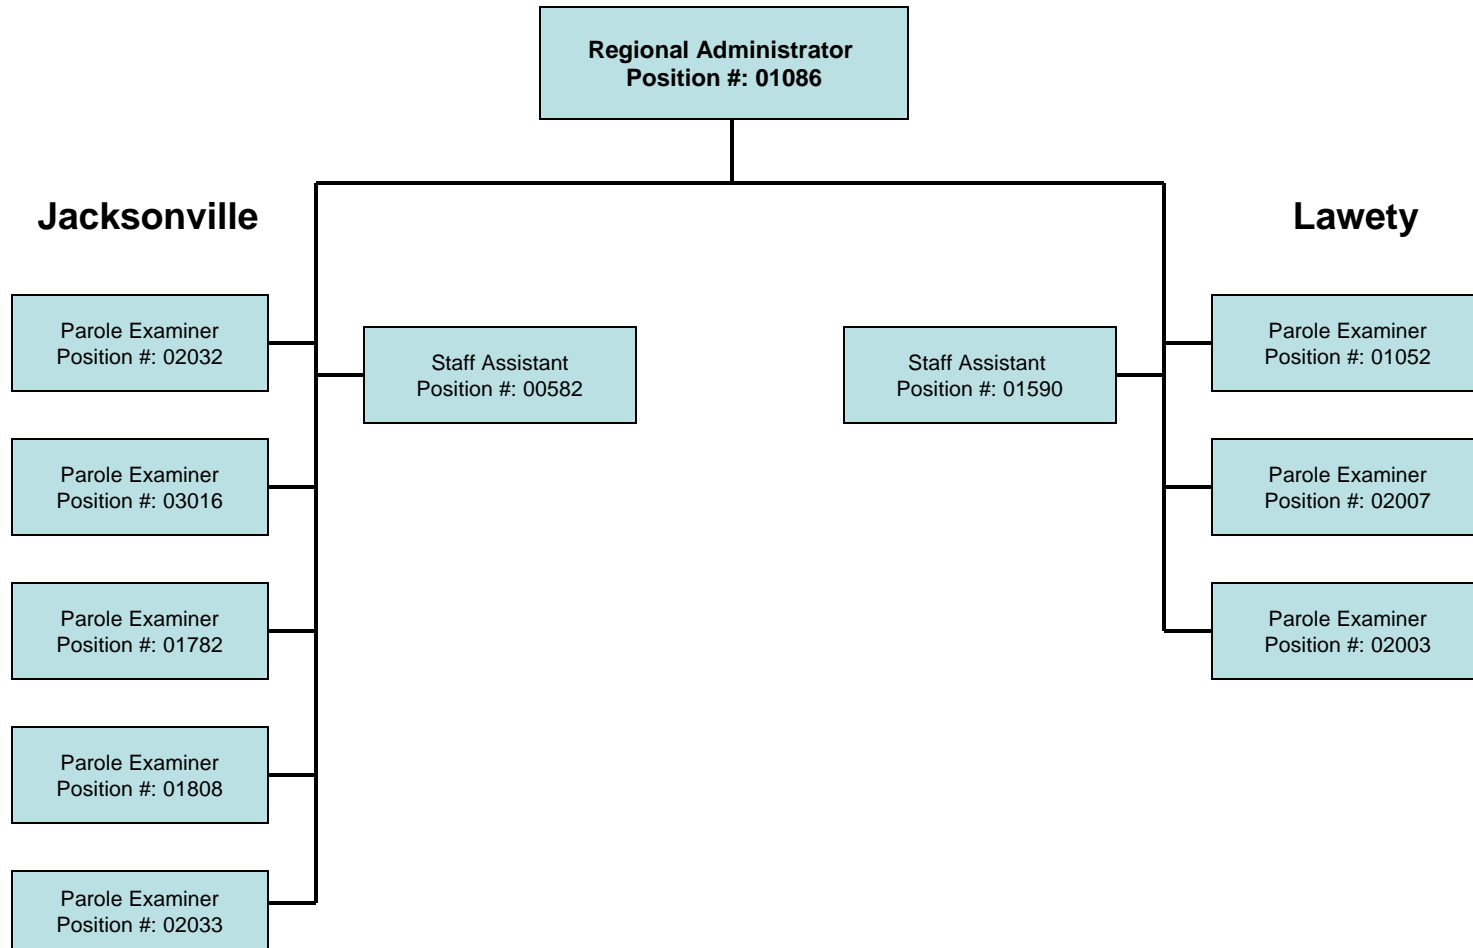 Regional Administrator
Position #: 01086
Jacksonville
Lawety
Parole Examiner
Position #: 02032
Staff Assistant
Position #: 00582
Staff Assistant
Position #: 01590
Parole Examiner
Position #: 01052
Parole Examiner
Position #: 03016
Parole Examiner
Position #: 02007
Parole Examiner
Position #: 01782
Parole Examiner
Position #: 02003
Parole Examiner
Position #: 01808
Parole Examiner
Position #: 02033